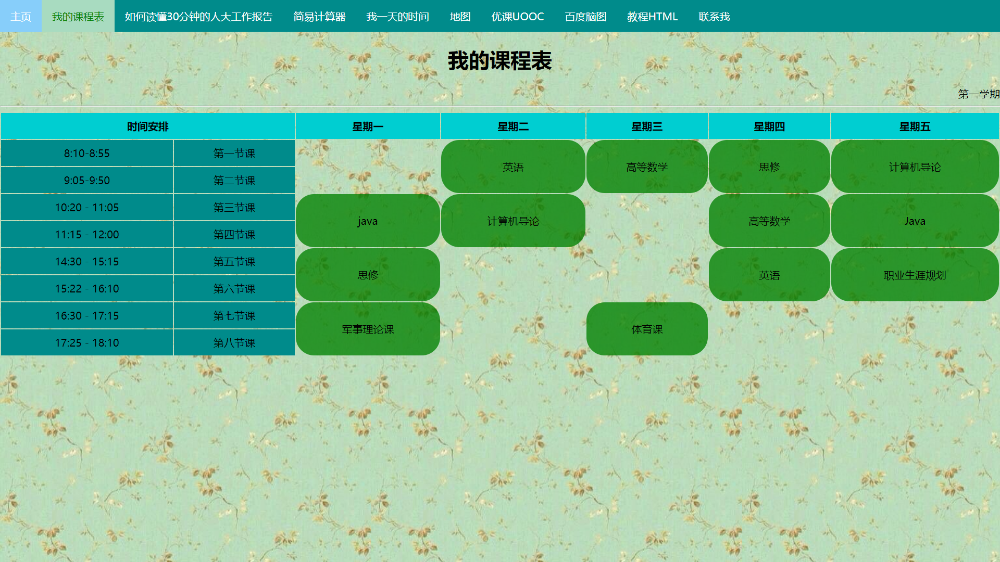 主页 我的课程表 如何读懂30分钟的人大工作报告 简易计算器 我一天的时间 地图 优课UOOC 百度脑图 教程HTML 联系我
我的课程表
第一学期
时间安排 星期一 星期二 星期三 星期四 星期五
8:10-8:55 第一节课
英语 高等数学 思修 计算机导论
9:05-9:50 第二节课
10:20 - 11:05 第三节课
java 计算机导论 高等数学 Java
11:15 - 12:00 第四节课
14:30 - 15:15 第五节课
思修 英语 职业生涯规划
15:22 - 16:10 第六节课
16:30 - 17:15 第七节课
军事理论课 体育课
17:25 - 18:10 第八节课